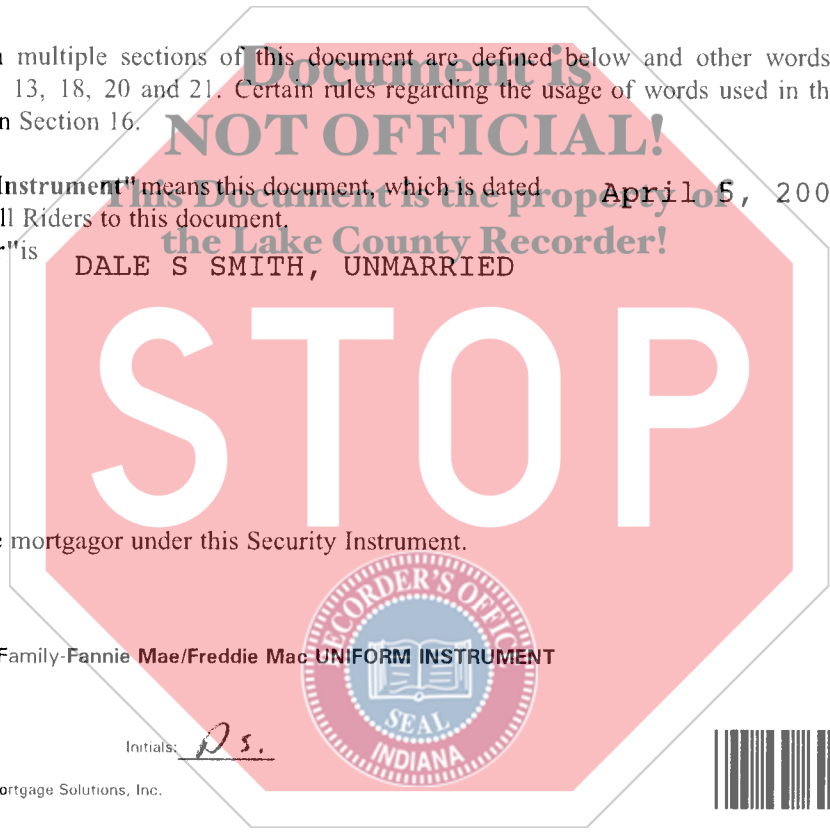 multiple sections of this document are defined below and other words
Document is
13, 18, 20 and 21. Certain rules regarding the usage of words used in th
n Section 16.
NOT OFFICIAL!
Instrument" means this document, which is dated April 5, 200
This Document is the property of
ll Riders to this document.
the Lake County Recorder!
r" is
DALE S SMITH, UNMARRIED
STOP
e mortgagor under this Security Instrument.
RECORDER'S OFFICE
SEAL
INDIANA
Family-Fannie Mae/Freddie Mac UNIFORM INSTRUMENT
Initials: D s.
ortgage Solutions, Inc.